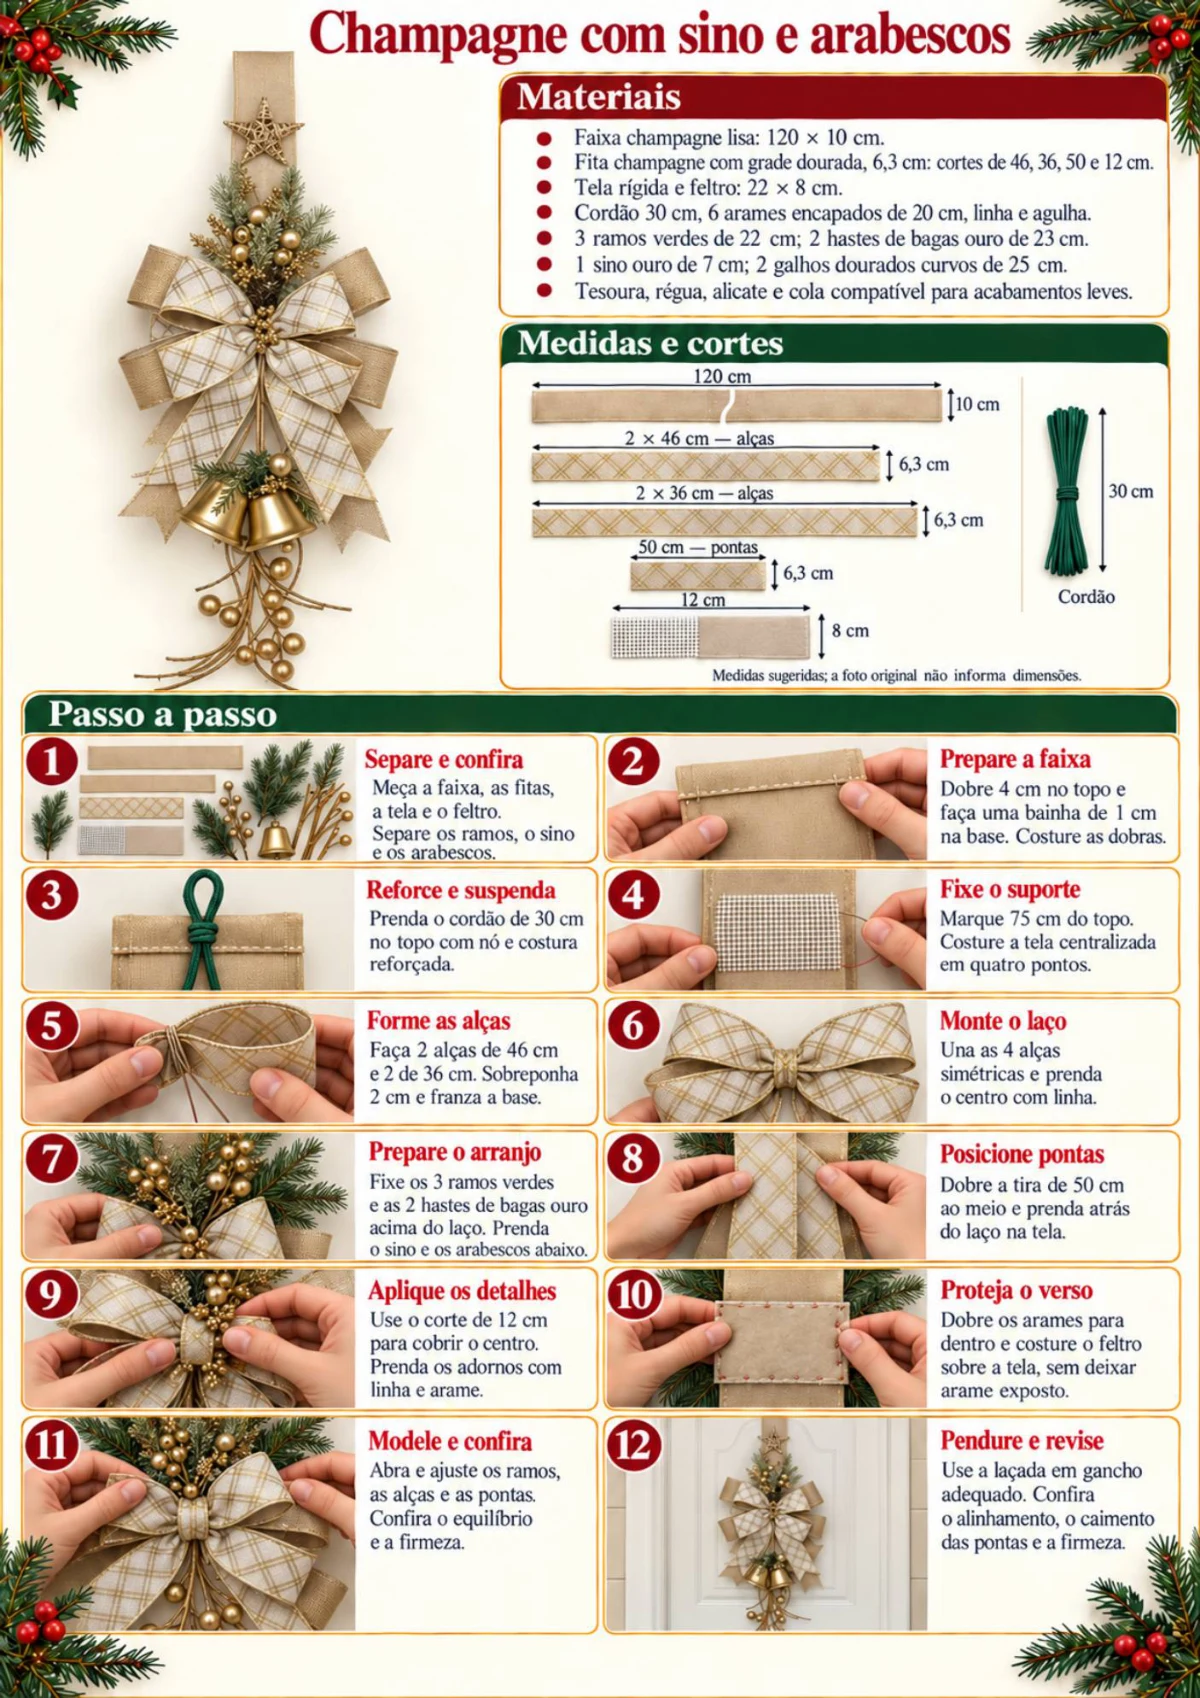 Champagne com sino e arabescos
Materiais
Faixa champagne lisa: 120 × 10 cm.
Fita champagne com grade dourada, 6,3 cm: cortes de 46, 36, 50 e 12 cm.
Tela rígida e feltro: 22 × 8 cm.
Cordão 30 cm, 6 arames encapados de 20 cm, linha e agulha.
3 ramos verdes de 22 cm; 2 hastes de bagas ouro de 23 cm.
1 sino ouro de 7 cm; 2 galhos dourados curvos de 25 cm.
Tesoura, régua, alicate e cola compatível para acabamentos leves.
Medidas e cortes
120 cm
10 cm
2 × 46 cm — alças
6,3 cm
2 × 36 cm — alças
6,3 cm
50 cm — pontas
6,3 cm
12 cm
8 cm
30 cm
Cordão
Medidas sugeridas; a foto original não informa dimensões.
Passo a passo
1
Separe e confira
Meça a faixa, as fitas,
a tela e o feltro.
Separe os ramos, o sino
e os arabescos.
2
Prepare a faixa
Dobre 4 cm no topo e
faça uma bainha de 1 cm
na base. Costure as dobras.
3
Reforce e suspenda
Prenda o cordão de 30 cm
no topo com nó e costura
reforçada.
4
Fixe o suporte
Marque 75 cm do topo.
Costure a tela centralizada
em quatro pontos.
5
Forme as alças
Faça 2 alças de 46 cm
e 2 de 36 cm. Sobreponha
2 cm e franza a base.
6
Monte o laço
Una as 4 alças
simétricas e prenda
o centro com linha.
7
Prepare o arranjo
Fixe os 3 ramos verdes
e as 2 hastes de bagas ouro
acima do laço. Prenda
o sino e os arabescos abaixo.
8
Posicione pontas
Dobre a tira de 50 cm
ao meio e prenda atrás
do laço na tela.
9
Aplique os detalhes
Use o corte de 12 cm
para cobrir o centro.
Prenda os adornos com
linha e arame.
10
Proteja o verso
Dobre os arames para
dentro e costure o feltro
sobre a tela, sem deixar
arame exposto.
11
Modele e confira
Abra e ajuste os ramos,
as alças e as pontas.
Confira o equilíbrio
e a firmeza.
12
Pendure e revise
Use a laçada em gancho
adequado. Confira
o alinhamento, o caimento
das pontas e a firmeza.